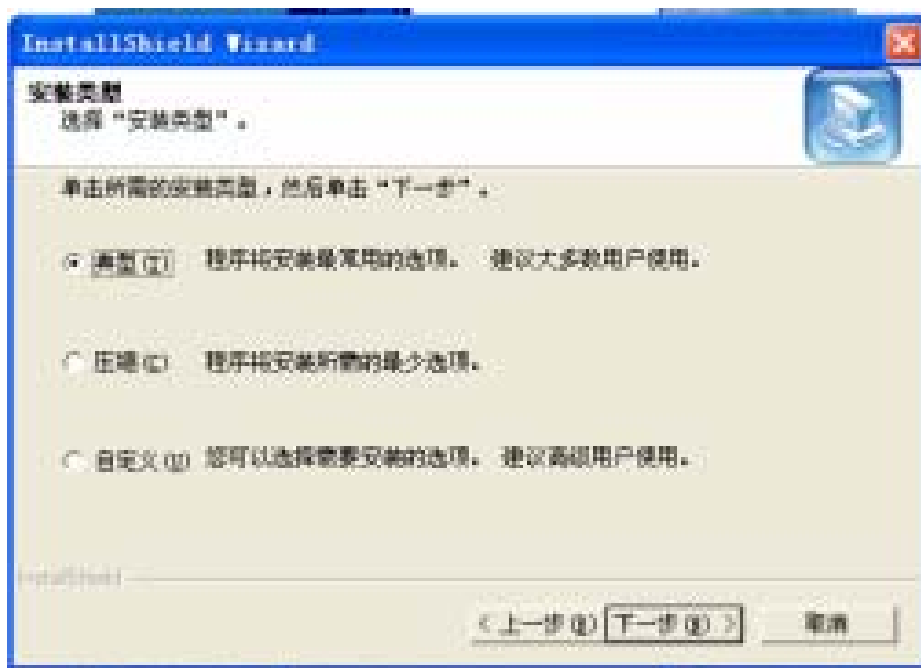 InstallShield Wizard
安装类型
选择“安装类型”。
单击所需的安装类型，然后单击“下一步”。
典型(T) 程序将安装最常用的选项。 建议大多数用户使用。
压缩(C) 程序将安装所需的最少选项。
自定义(U) 您可以选择需要安装的选项。 建议高级用户使用。
InstallShield
< 上一步(B) 下一步(N) > 取消